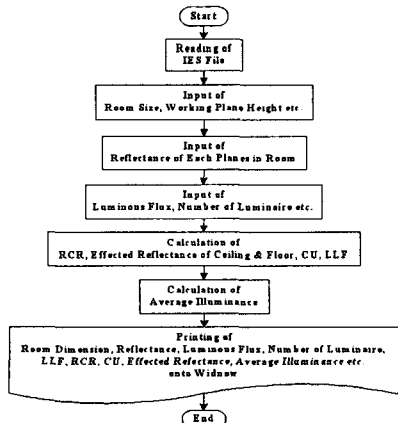 Start
Reading of
IES File
Input of
Room Size, Working Plane Height etc.
Input of
Reflectance of Each Planes in Room
Input of
Luminous Flux, Number of Luminaire etc.
Calculation of
RCR, Effected Reflectance of Ceiling & Floor, CU, LLF
Calculation of
Average Illuminance
Printing of
Room Dimension, Reflectance, Luminous Flux, Number of Luminaire,
LLF, RCR, CU, Effected Refectance, Average Illuminance etc.
onto Widnow
End